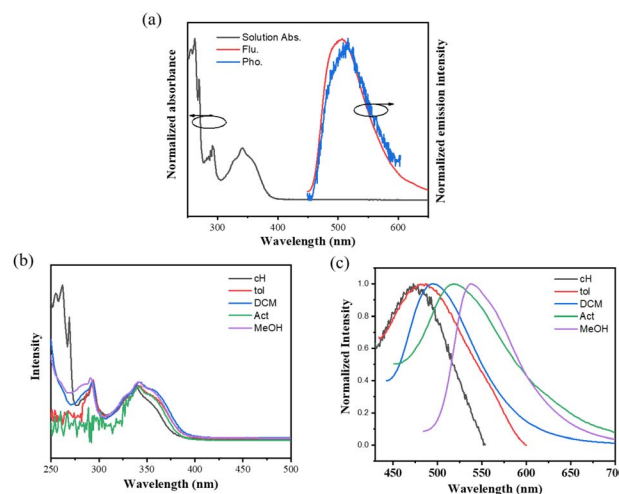 (a)
Solution Abs.
Flu.
Pho.
Normalized absorbance
Normalized emission intensity
300 400 500 600
Wavelength (nm)
(b)
cH
tol
DCM
Act
MeOH
Intensity
250 300 350 400 450 500
Wavelength (nm)
(c)
cH
tol
DCM
Act
MeOH
Normalized Intensity
1.0
0.8
0.6
0.4
0.2
0.0
450 500 550 600 650 700
Wavelength (nm)